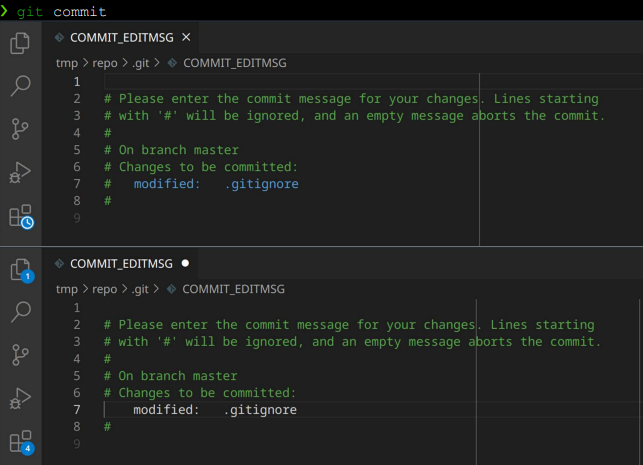 ❯ git commit
COMMIT_EDITMSG ×
tmp > repo > .git > COMMIT_EDITMSG
1
2 # Please enter the commit message for your changes. Lines starting
3 # with '#' will be ignored, and an empty message aborts the commit.
4 #
5 # On branch master
6 # Changes to be committed:
7 #   modified:   .gitignore
8 #
9
1
COMMIT_EDITMSG ●
tmp > repo > .git > COMMIT_EDITMSG
1
2 # Please enter the commit message for your changes. Lines starting
3 # with '#' will be ignored, and an empty message aborts the commit.
4 #
5 # On branch master
6 # Changes to be committed:
7     modified:   .gitignore
8 #
9
4